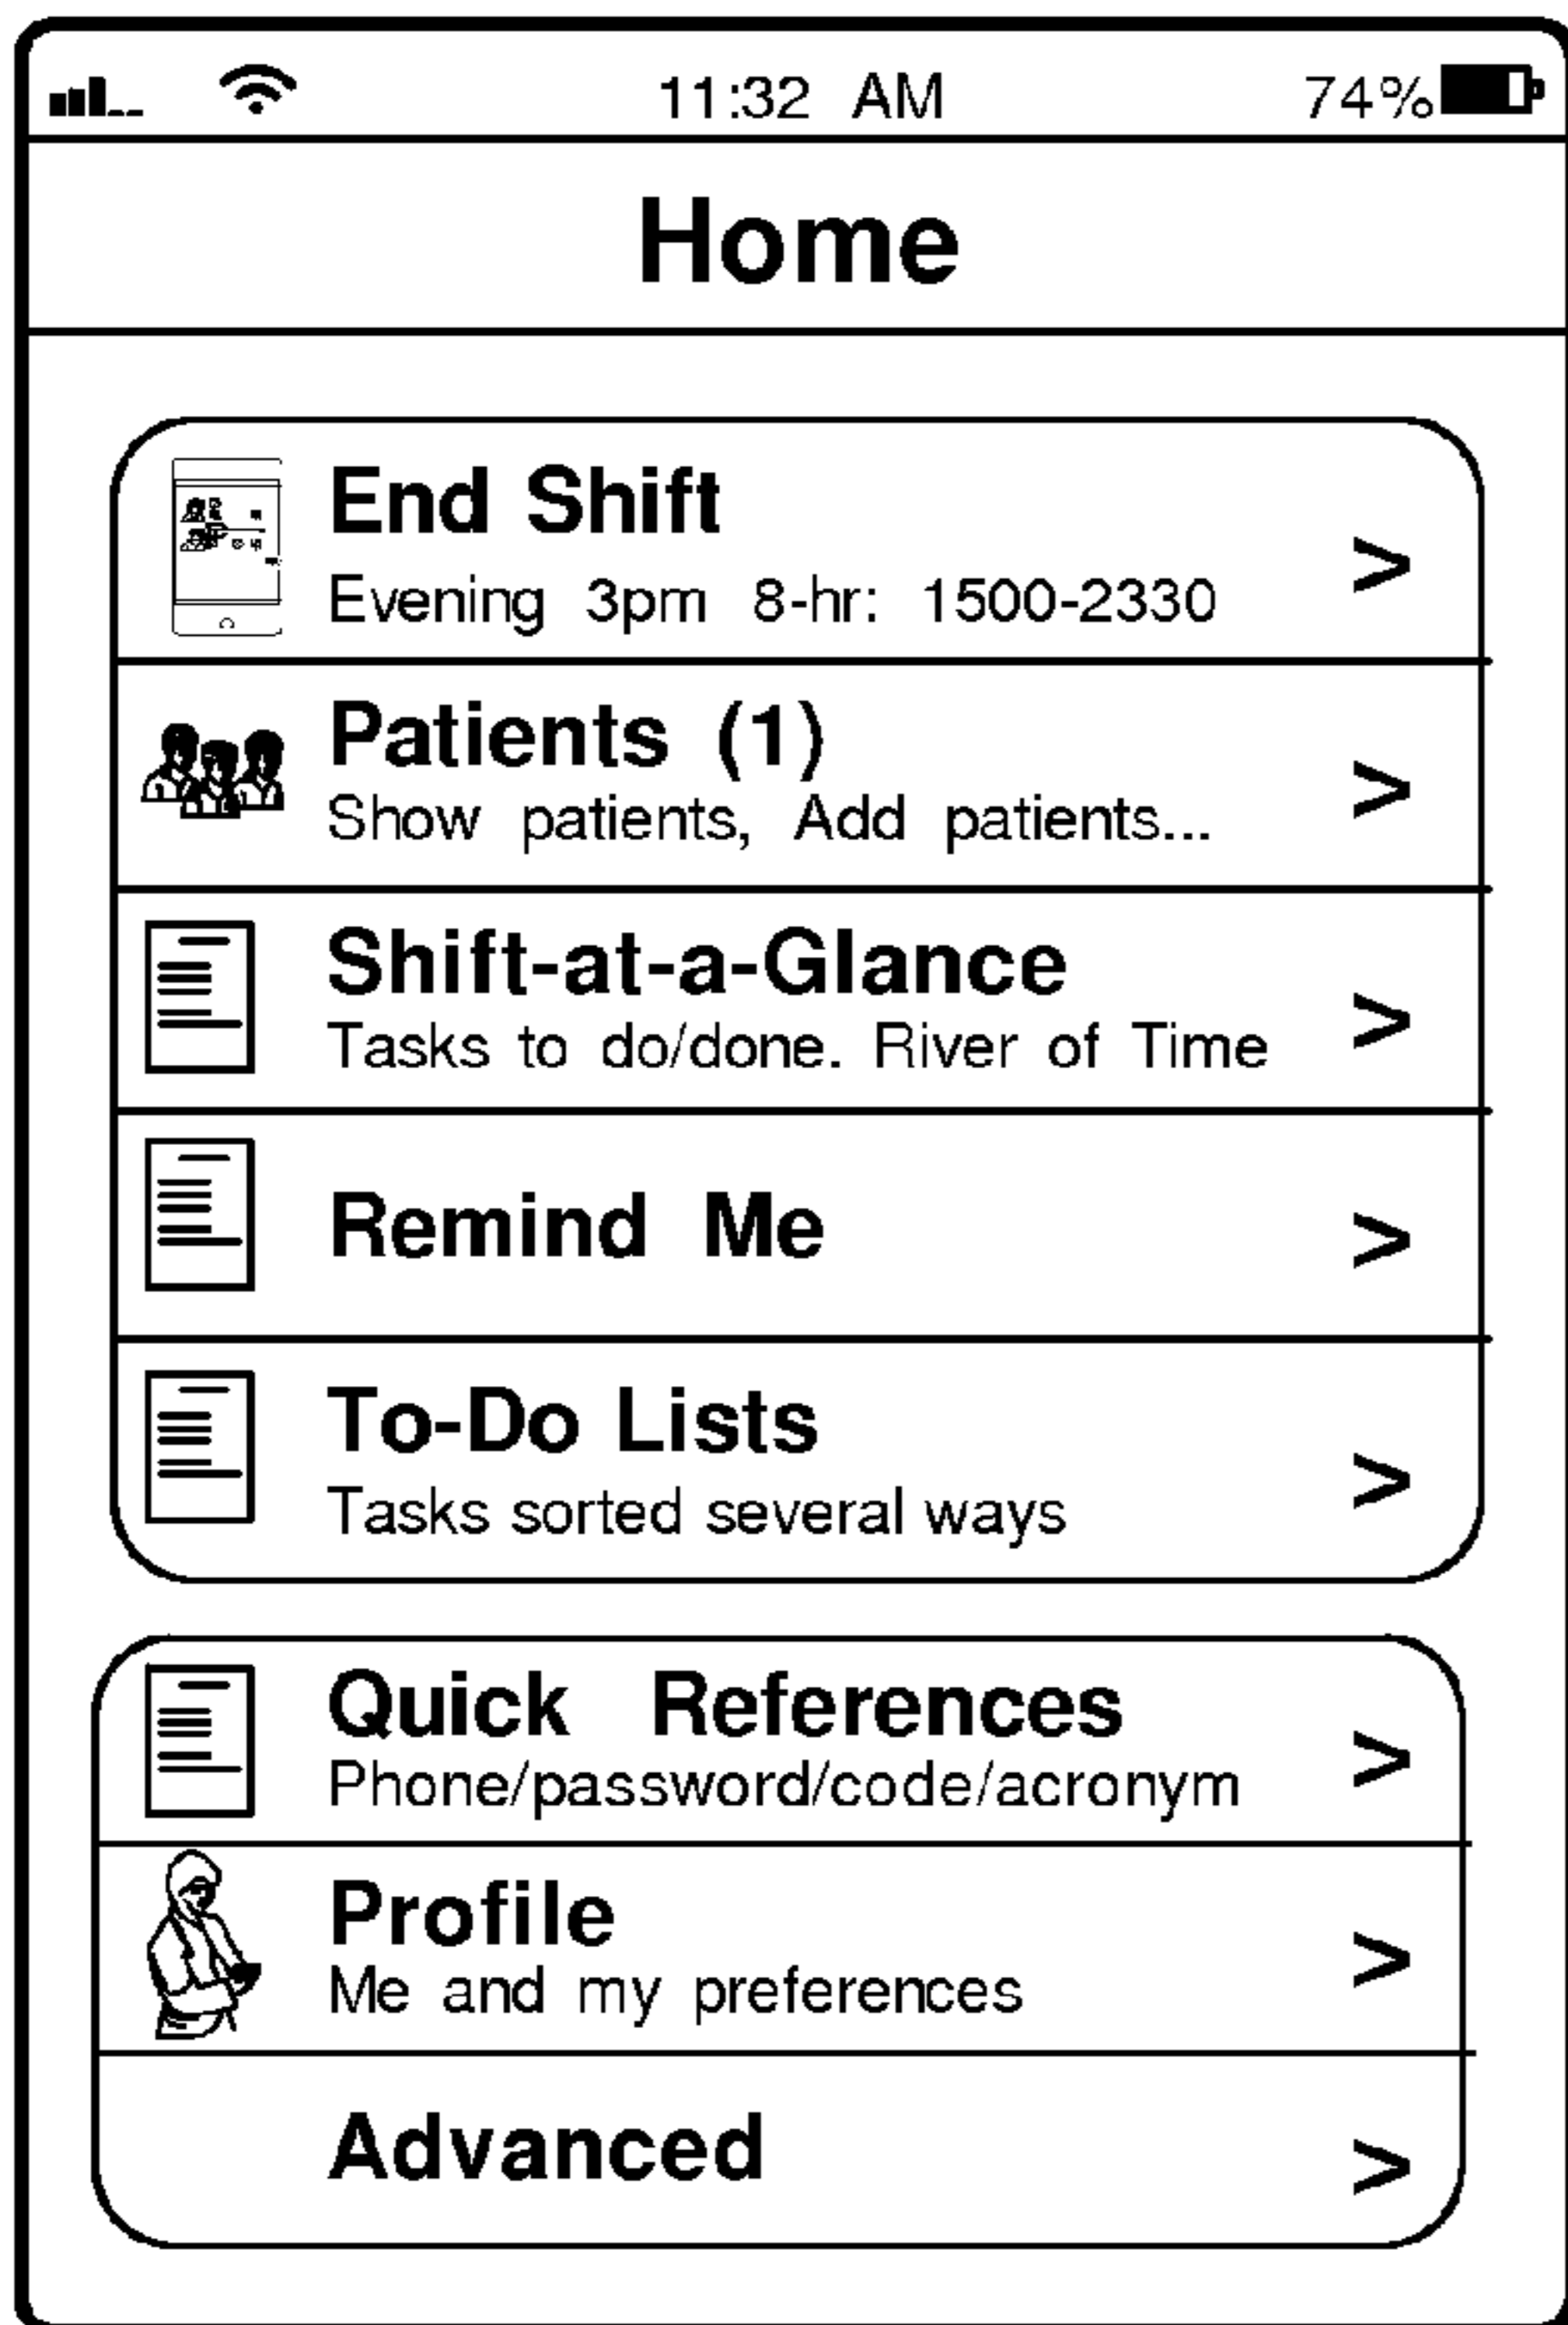 11:32 AM 74%
Home
End Shift
Evening 3pm 8-hr: 1500-2330
>
Patients (1)
Show patients, Add patients...
>
Shift-at-a-Glance
Tasks to do/done. River of Time
>
Remind Me
>
To-Do Lists
Tasks sorted several ways
>
Quick References
Phone/password/code/acronym
>
Profile
Me and my preferences
>
Advanced
>